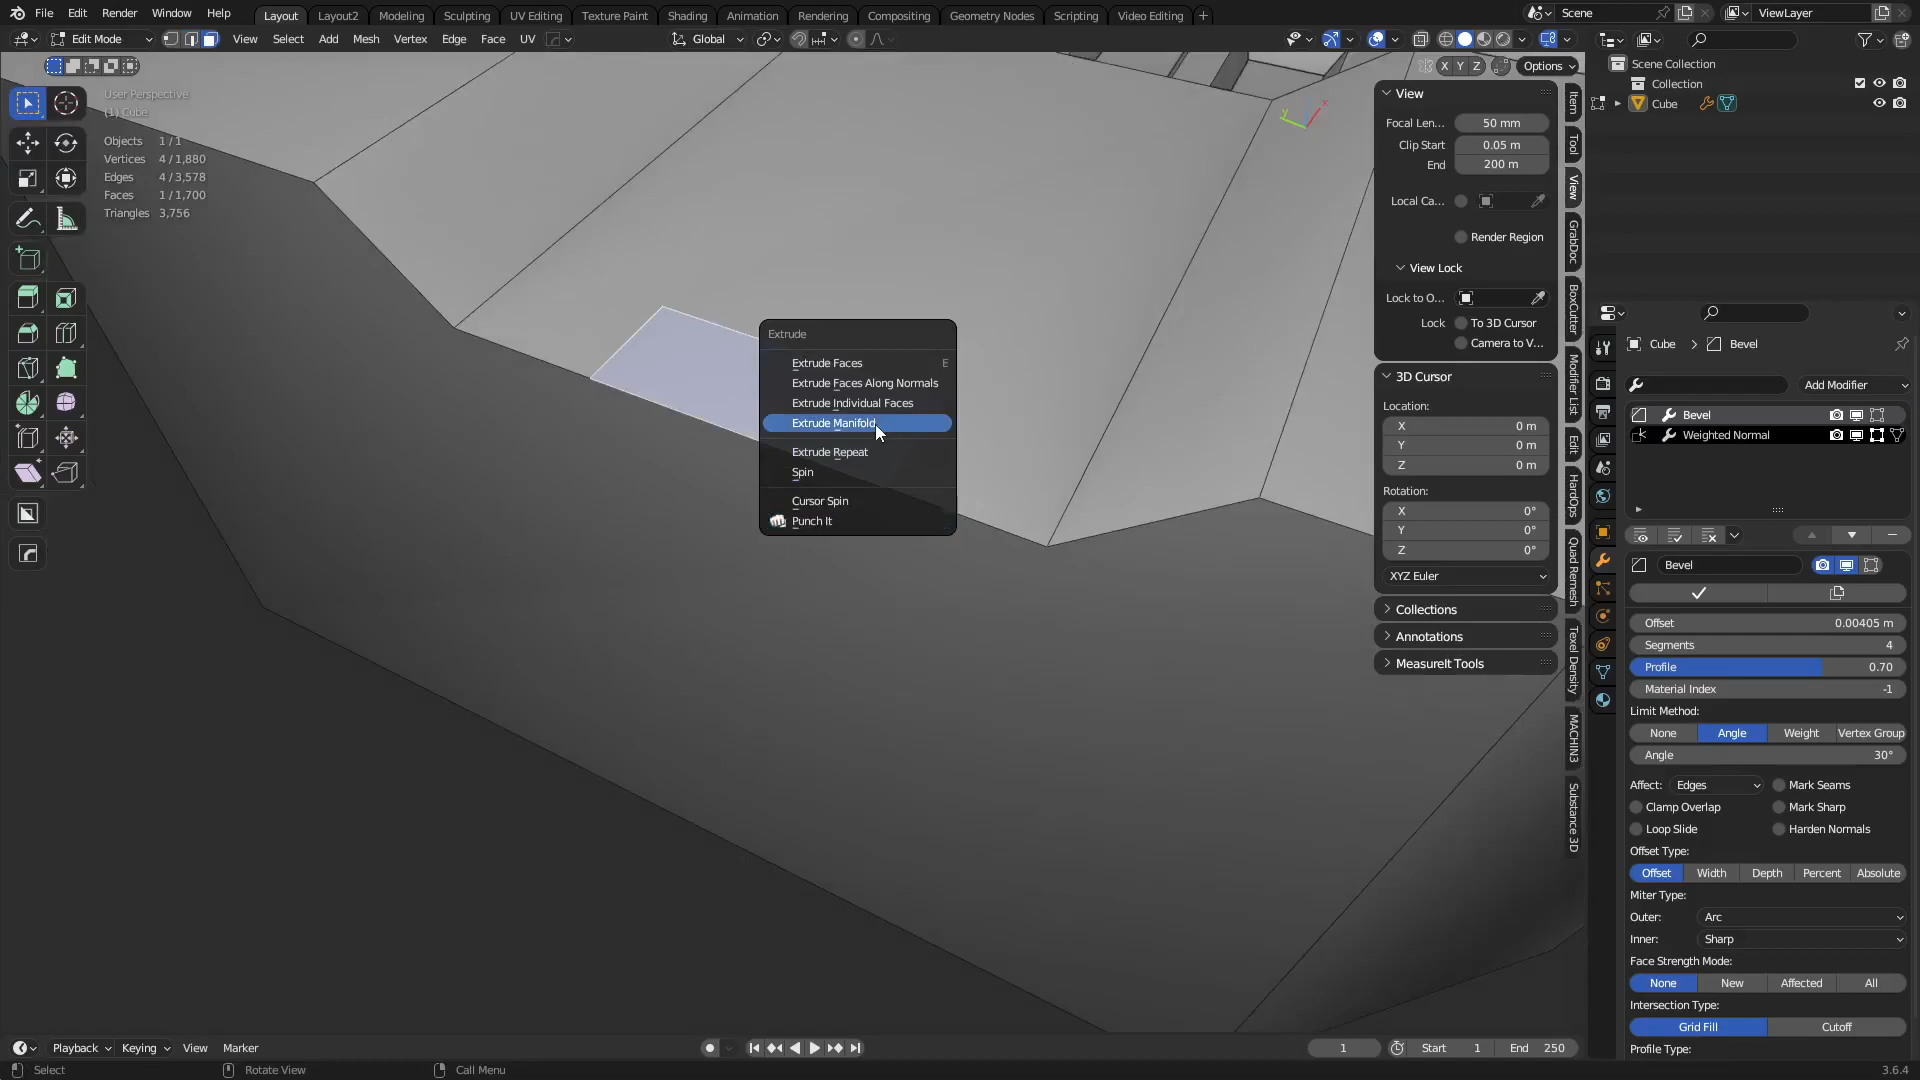 File Edit Render Window Help Layout Layout2 Modeling Sculpting UV Editing Texture Paint Shading Animation Rendering Compositing Geometry Nodes Scripting Video Editing + Scene ViewLayer
Edit Mode View Select Add Mesh Vertex Edge Face UV Global
X Y Z Options
User Perspective
(1) Cube
Objects 1 / 1
Vertices 4 / 1,880
Edges 4 / 3,578
Faces 1 / 1,700
Triangles 3,756
y x
Extrude
Extrude Faces E
Extrude Faces Along Normals
Extrude Individual Faces
Extrude Manifold
Extrude Repeat
Spin
Cursor Spin
Punch It
View
Focal Len... 50 mm
Clip Start 0.05 m
End 200 m
Local Ca...
Render Region
View Lock
Lock to O...
Lock To 3D Cursor
Camera to V...
3D Cursor
Location:
X 0 m
Y 0 m
Z 0 m
Rotation:
X 0°
Y 0°
Z 0°
XYZ Euler
Collections
Annotations
MeasureIt Tools
Item
Tool
View
GrabDoc
BoxCutter
Modifier List
Edit
HardOps
Quad Remesh
Texel Density
MACHIN3
Substance 3D
Scene Collection
Collection
Cube
Cube > Bevel
Add Modifier
Bevel
Weighted Normal
Bevel
Offset 0.00405 m
Segments 4
Profile 0.70
Material Index -1
Limit Method:
None Angle Weight Vertex Group
Angle 30°
Affect: Edges Mark Seams
Clamp Overlap Mark Sharp
Loop Slide Harden Normals
Offset Type:
Offset Width Depth Percent Absolute
Miter Type:
Outer: Arc
Inner: Sharp
Face Strength Mode:
None New Affected All
Intersection Type:
Grid Fill Cutoff
Profile Type:
Playback Keying View Marker 1 Start 1 End 250
Select Rotate View Call Menu 3.6.4